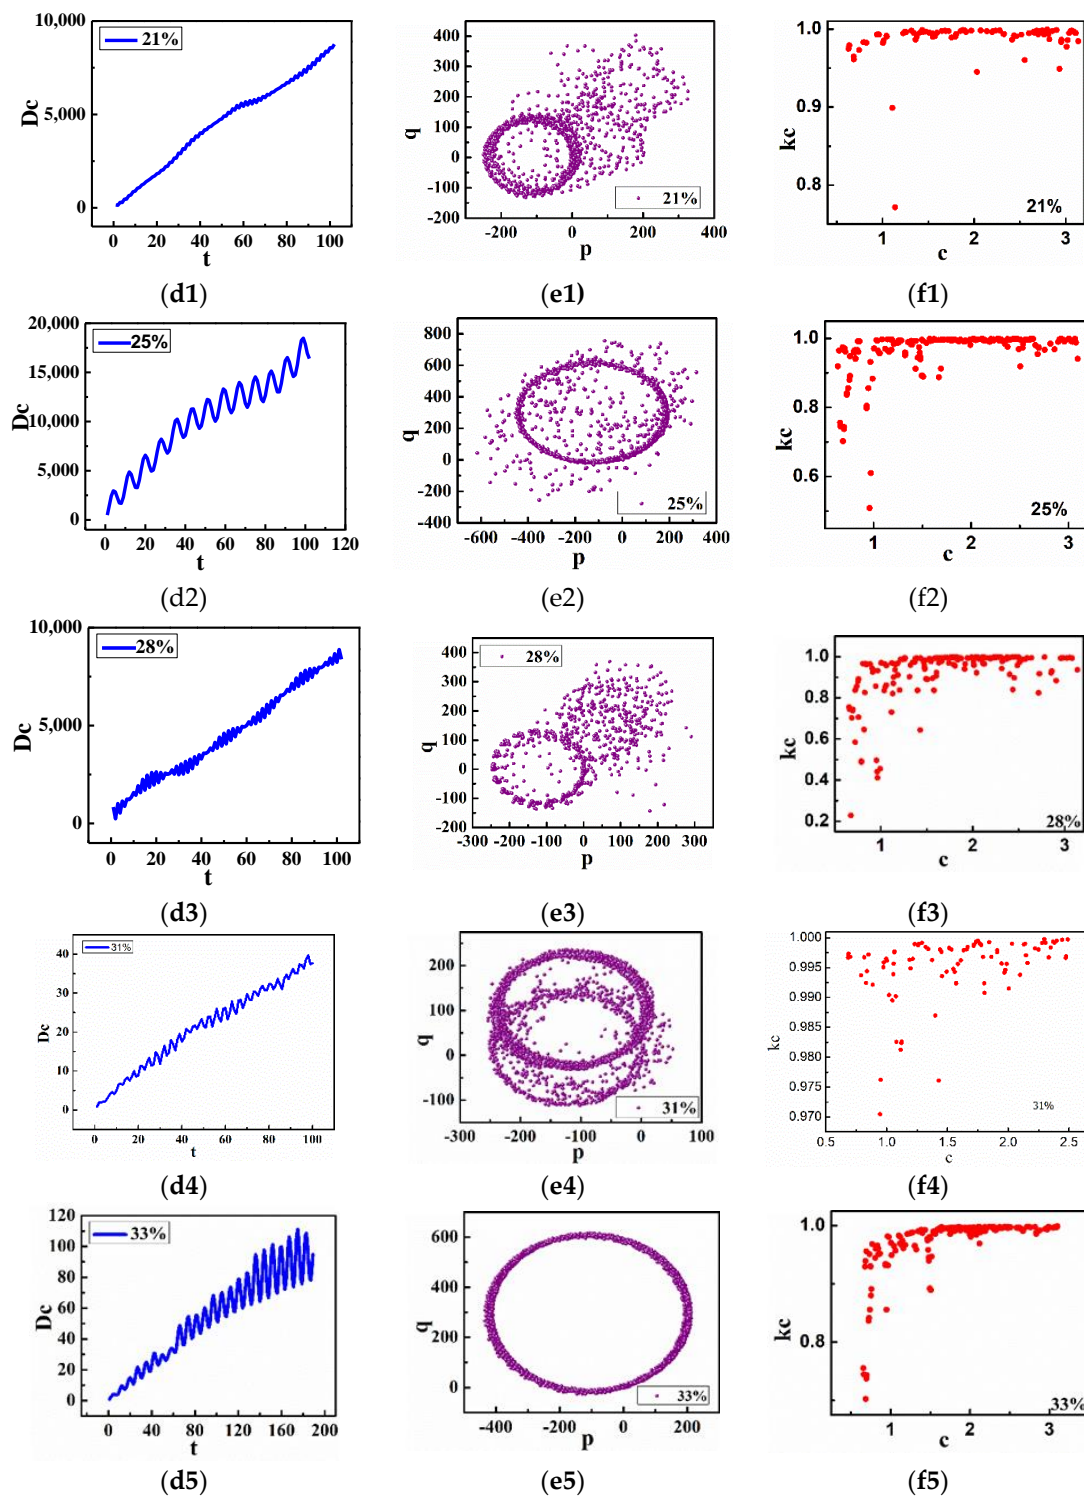 10,000
5,000
0
Dc
21%
0 20 40 60 80 100
t
(d1)
400
300
200
100
0
-100
-200
q
21%
-200 0 200 400
p
(e1)
1.0
0.9
0.8
kc
21%
1 2 3
c
(f1)
20,000
15,000
10,000
5,000
0
Dc
25%
0 20 40 60 80 100 120
t
(d2)
800
600
400
200
0
-200
-400
q
25%
-600 -400 -200 0 200 400
p
(e2)
1.0
0.8
0.6
kc
25%
1 2 3
c
(f2)
10,000
5,000
0
Dc
28%
0 20 40 60 80 100
t
(d3)
400
300
200
100
0
-100
-200
q
28%
-300 -200 -100 0 100 200 300
p
(e3)
1.0
0.8
0.6
0.4
0.2
kc
28%
1 2 3
c
(f3)
40
30
20
10
0
Dc
31%
0 20 40 60 80 100
t
(d4)
200
100
0
-100
q
31%
-300 -200 -100 0 100
p
(e4)
1.000
0.995
0.990
0.985
0.980
0.975
0.970
kc
31%
0.5 1.0 1.5 2.0 2.5
c
(f4)
120
100
80
60
40
20
0
Dc
33%
0 40 80 120 160 200
t
(d5)
600
400
200
0
q
33%
-400 -200 0 200
p
(e5)
1.0
0.8
kc
33%
1 2 3
c
(f5)